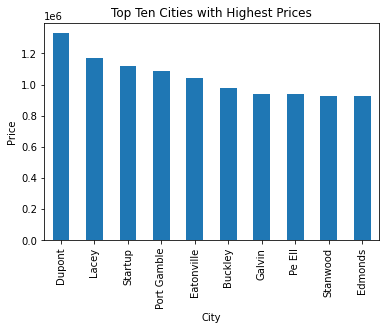 Top Ten Cities with Highest Prices
1e6
1.2
1.0
0.8
0.6
0.4
0.2
0.0
Price
Dupont
Lacey
Startup
Port Gamble
Eatonville
Buckley
Galvin
Pe Ell
Stanwood
Edmonds
City